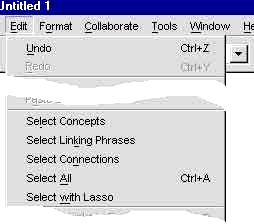 Untitled 1
Edit Format Collaborate Tools Window
Undo Ctrl+Z
Redo Ctrl+Y
Select Concepts
Select Linking Phrases
Select Connections
Select All Ctrl+A
Select with Lasso